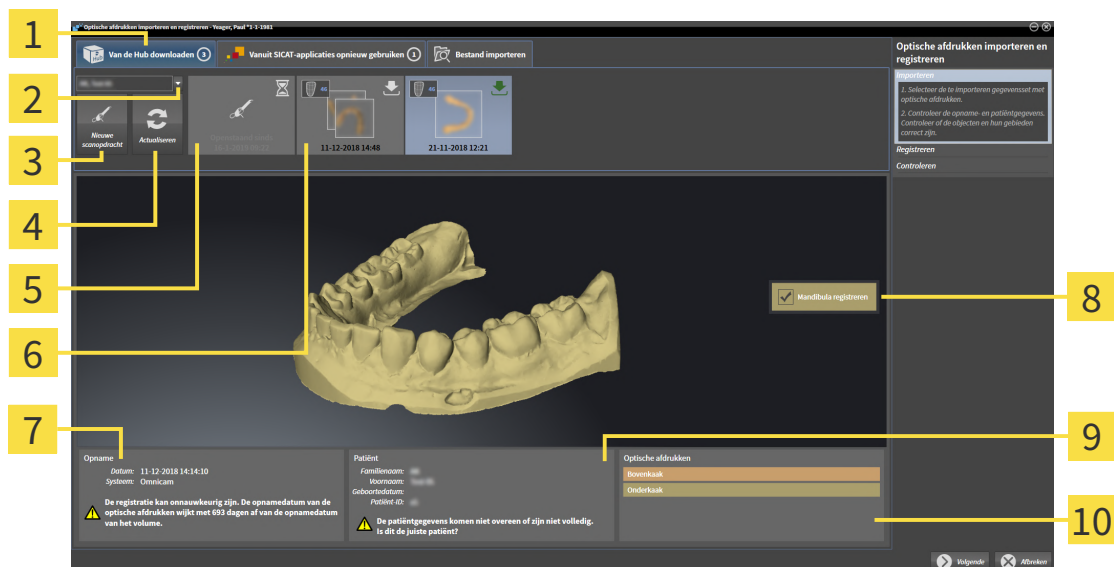 Optische afdrukken importeren en registreren - Yeager, Paul *1-1-1981
1
Van de Hub downloaden 3
Vanuit SICAT-applicaties opnieuw gebruiken 1
Bestand importeren
Optische afdrukken importeren en registreren
Importeren
1. Selecteer de te importeren gegevensset met
optische afdrukken.
2. Controleer de opname- en patiëntgegevens.
Controleer of de objecten en hun gebieden
correct zijn.
Registreren
Controleren
2
3
4
5
6
7
8
9
10
Nieuwe
scanopdracht
Actualiseren
11-12-2018 14:48
21-11-2018 12:21
Mandibula registreren
Opname
Datum: 11-12-2018 14:14:10
Systeem: Omnicam
De registratie kan onnauwkeurig zijn. De opnamedatum van de
optische afdrukken wijkt met 693 dagen af van de opnamedatum
van het volume.
Patiënt
Familienaam:
Voornaam:
Geboortedatum:
Patiënt-ID:
De patiëntgegevens komen niet overeen of zijn niet volledig.
Is dit de juiste patiënt?
Optische afdrukken
Bovenkaak
Onderkaak
Volgende
Afbreken